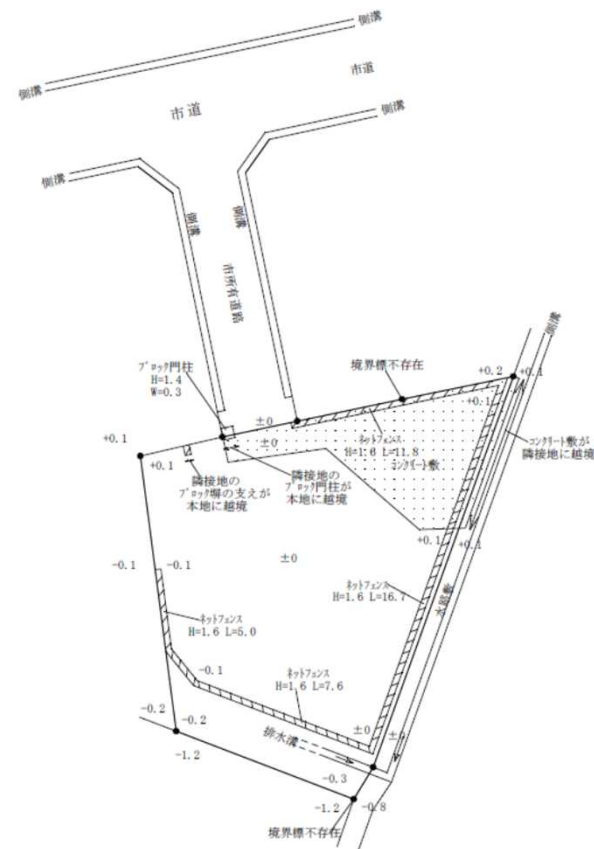 側溝
側溝
市道
市道
側溝
側溝
側溝
側溝
市所有道路
側溝
ブロック門柱
H=1.4
W=0.3
境界標不存在
+0.2
+0.1
+0.1
±0
±0
ネットフェンス
H=1.6 L=11.8
コンクリート敷
コンクリート敷が
隣接地に越境
+0.1
+0.1
隣接地の
ブロック塀の支えが
本地に越境
隣接地の
ブロック門柱が
本地に越境
+0.1
+0.1
-0.1
-0.1
±0
ネットフェンス
H=1.6 L=16.7
水路敷
ネットフェンス
H=1.6 L=5.0
-0.1
ネットフェンス
H=1.6 L=7.6
-0.2
-0.2
±0
±0
排水溝
-1.2
-0.3
-1.2
-0.8
境界標不存在